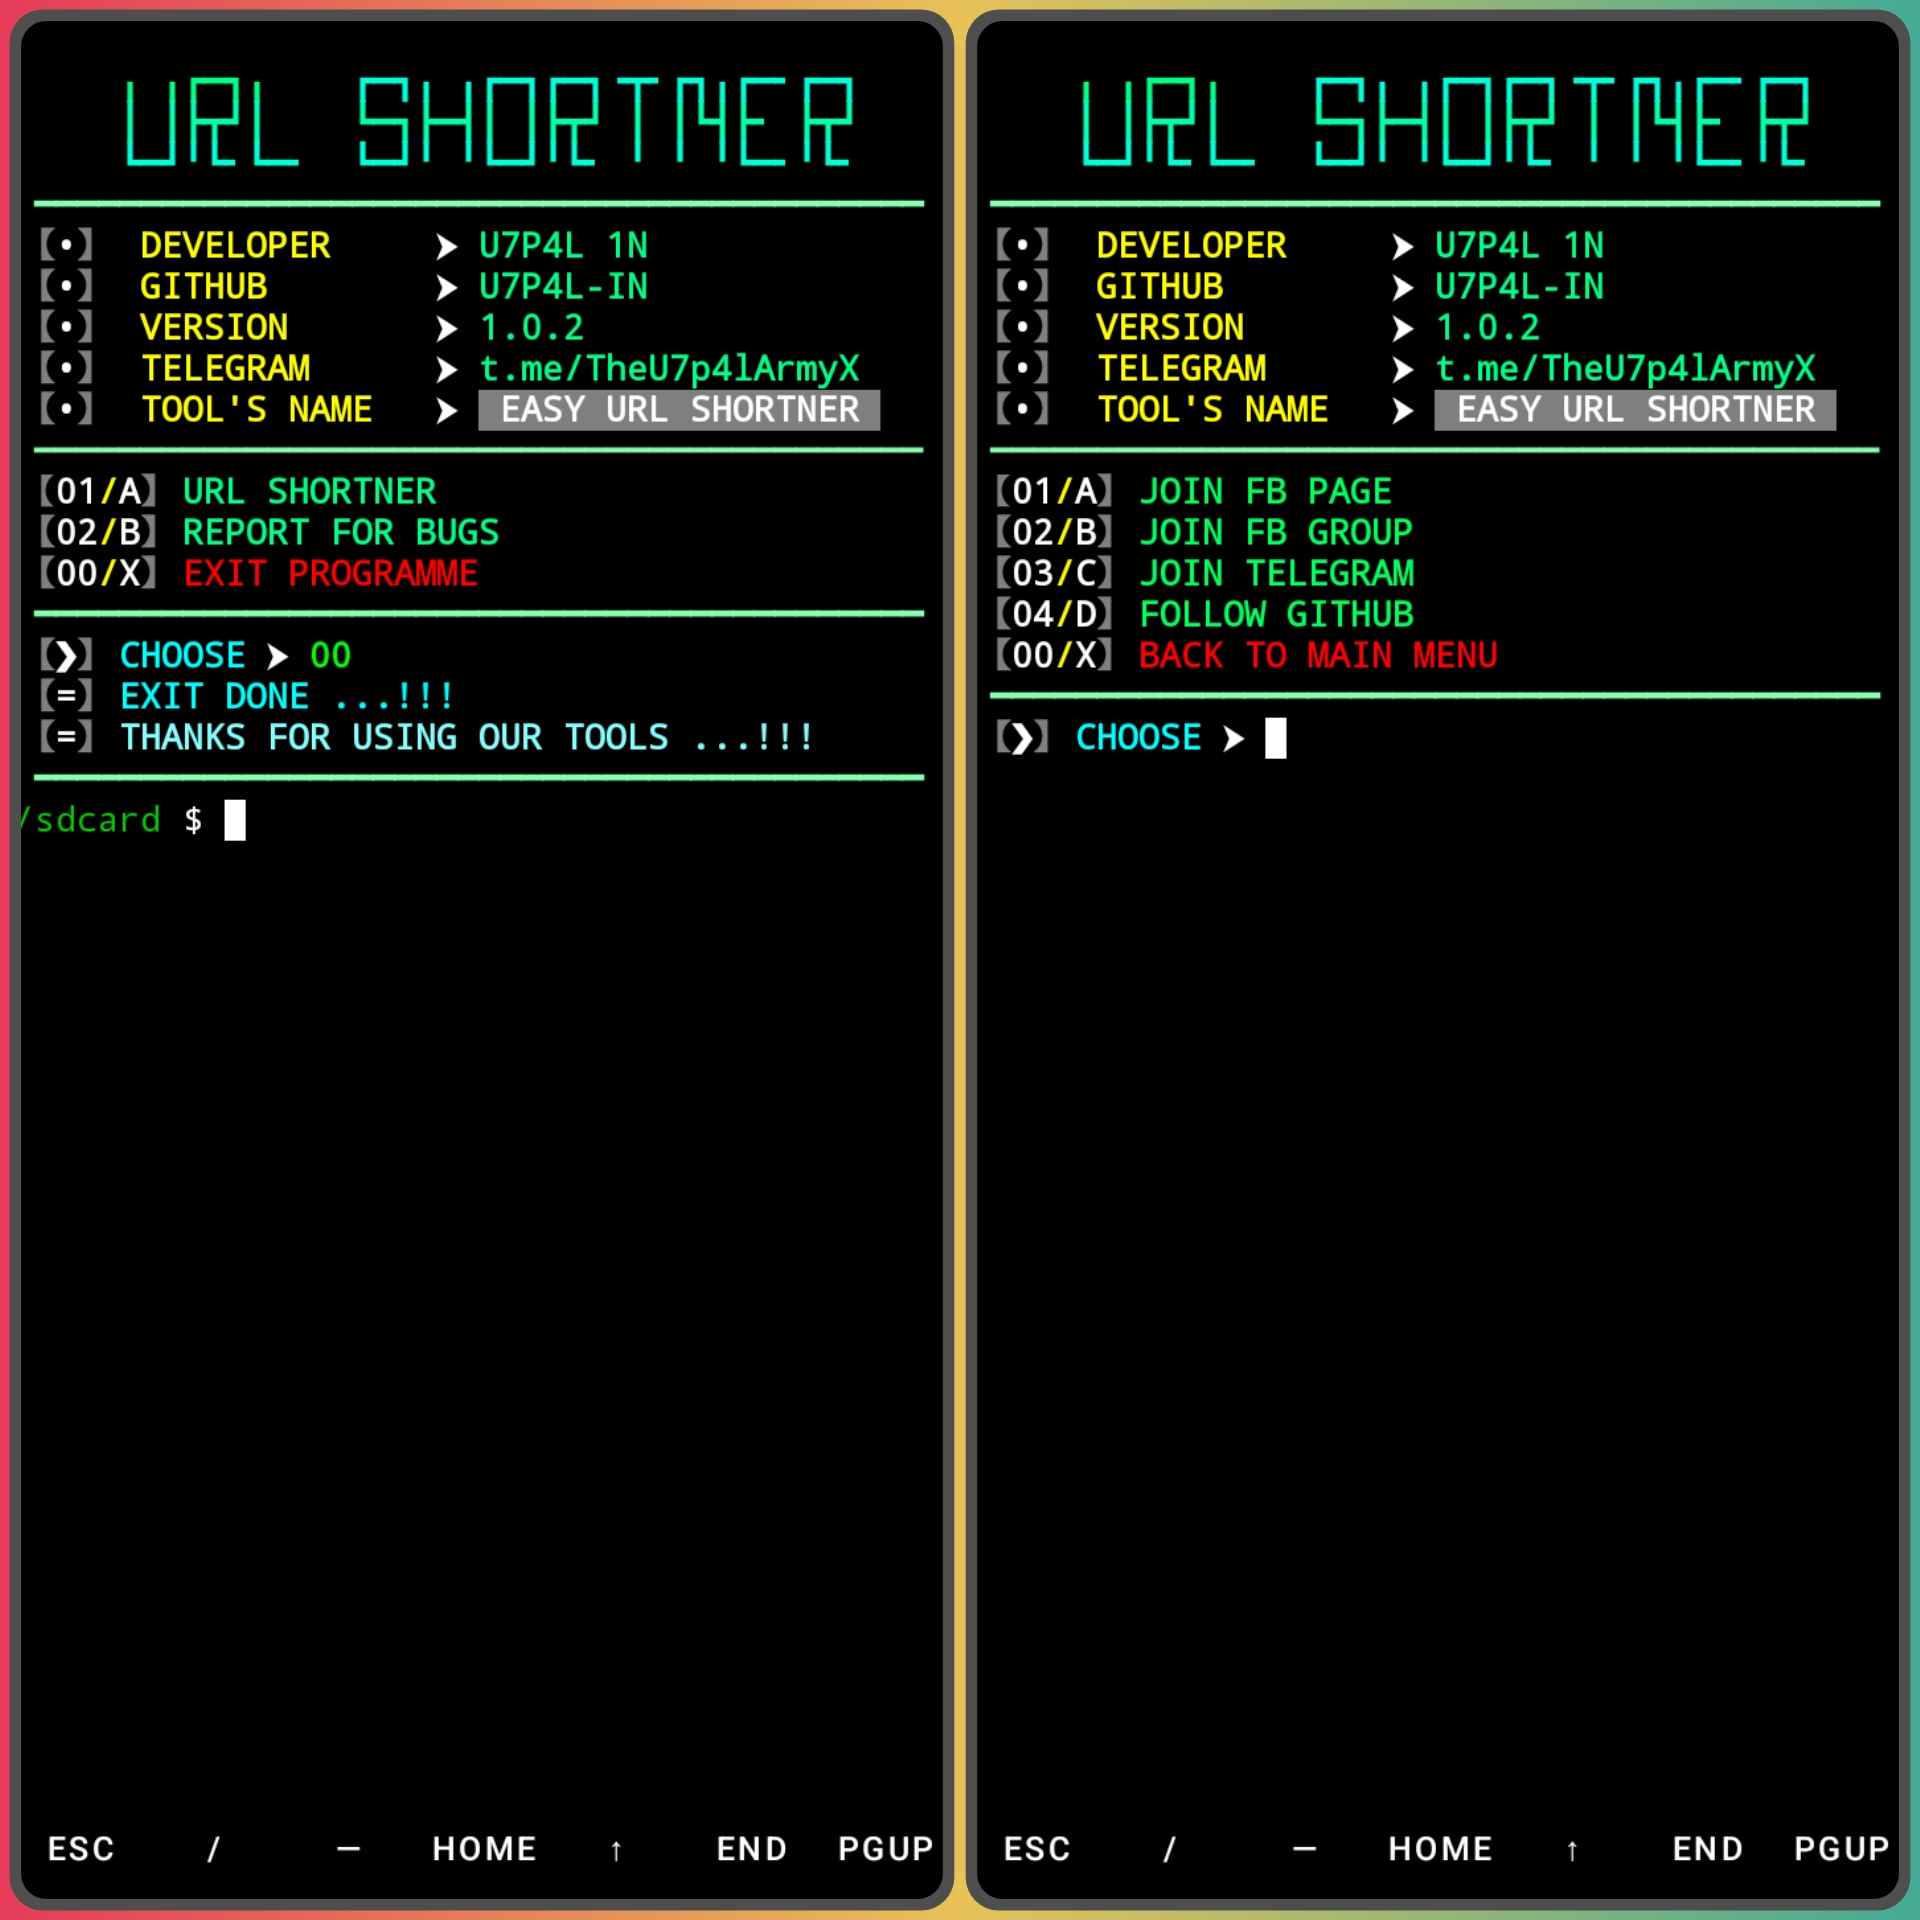 URL SHORTNER
(•) DEVELOPER ➤ U7P4L 1N
(•) GITHUB ➤ U7P4L-IN
(•) VERSION ➤ 1.0.2
(•) TELEGRAM ➤ t.me/TheU7p4lArmyX
(•) TOOL'S NAME ➤ EASY URL SHORTNER
(01/A) URL SHORTNER
(02/B) REPORT FOR BUGS
(00/X) EXIT PROGRAMME
(❯) CHOOSE ➤ 00
(=) EXIT DONE ...!!!
(=) THANKS FOR USING OUR TOOLS ...!!!
/sdcard $
ESC / — HOME ↑ END PGUP
URL SHORTNER
(•) DEVELOPER ➤ U7P4L 1N
(•) GITHUB ➤ U7P4L-IN
(•) VERSION ➤ 1.0.2
(•) TELEGRAM ➤ t.me/TheU7p4lArmyX
(•) TOOL'S NAME ➤ EASY URL SHORTNER
(01/A) JOIN FB PAGE
(02/B) JOIN FB GROUP
(03/C) JOIN TELEGRAM
(04/D) FOLLOW GITHUB
(00/X) BACK TO MAIN MENU
(❯) CHOOSE ➤
ESC / — HOME ↑ END PGUP